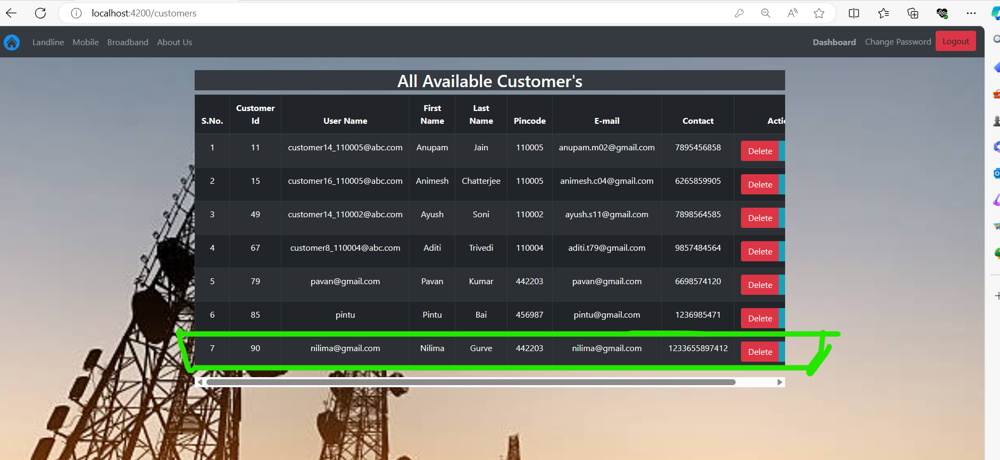 localhost:4200/customers
Landline Mobile Broadband About Us Dashboard Change Password Logout
All Available Customer's
S.No. Customer Id User Name First Name Last Name Pincode E-mail Contact
1 11 customer14_110005@abc.com Anupam Jain 110005 anupam.m02@gmail.com 7895456858 Delete
2 15 customer16_110005@abc.com Animesh Chatterjee 110005 animesh.c04@gmail.com 6265859905 Delete
3 49 customer14_110002@abc.com Ayush Soni 110002 ayush.s11@gmail.com 7898564585 Delete
4 67 customer8_110004@abc.com Aditi Trivedi 110004 aditi.t79@gmail.com 9857484564 Delete
5 79 pavan@gmail.com Pavan Kumar 442203 pavan@gmail.com 6698574120 Delete
6 85 pintu Pintu Bai 456987 pintu@gmail.com 1236985471 Delete
7 90 nilima@gmail.com Nilima Gurve 442203 nilima@gmail.com 1233655897412 Delete